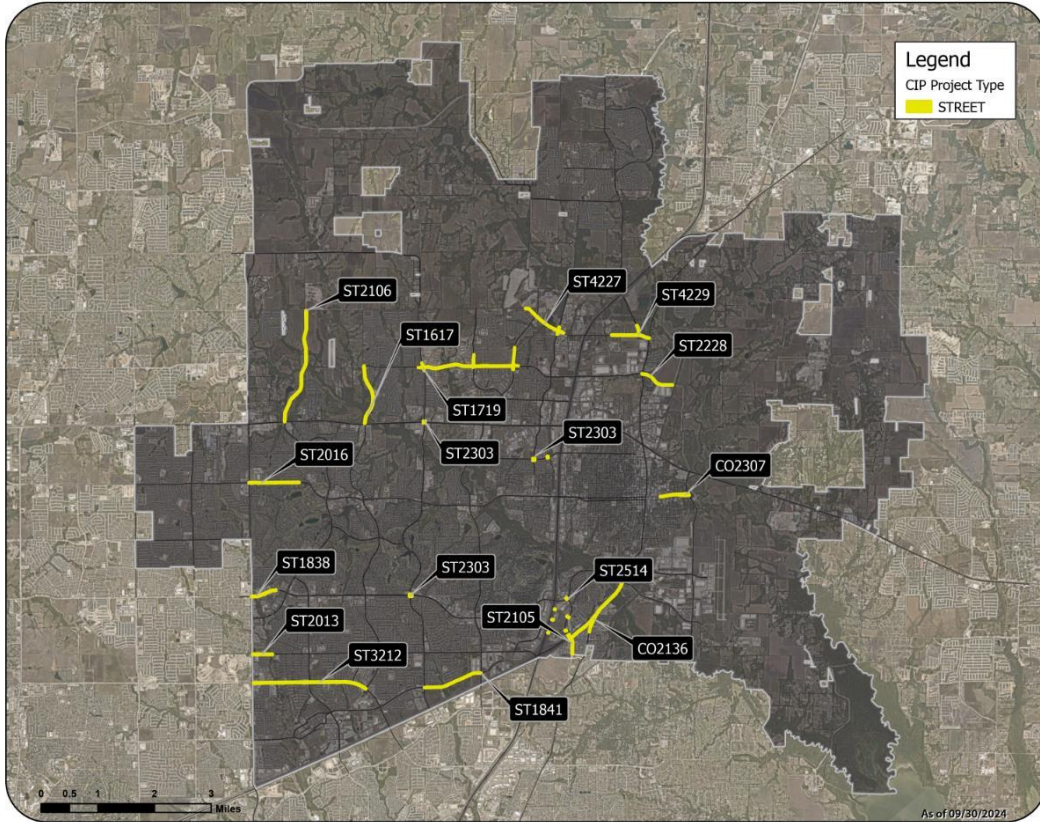 Legend
CIP Project Type
STREET
ST2106
ST4227
ST4229
ST1617
ST2228
ST1719
ST2303
ST2303
ST2016
CO2307
ST1838
ST2303
ST2514
ST2105
ST2013
CO2136
ST3212
ST1841
0 0.5 1 2 3
Miles
As of 09/30/2024